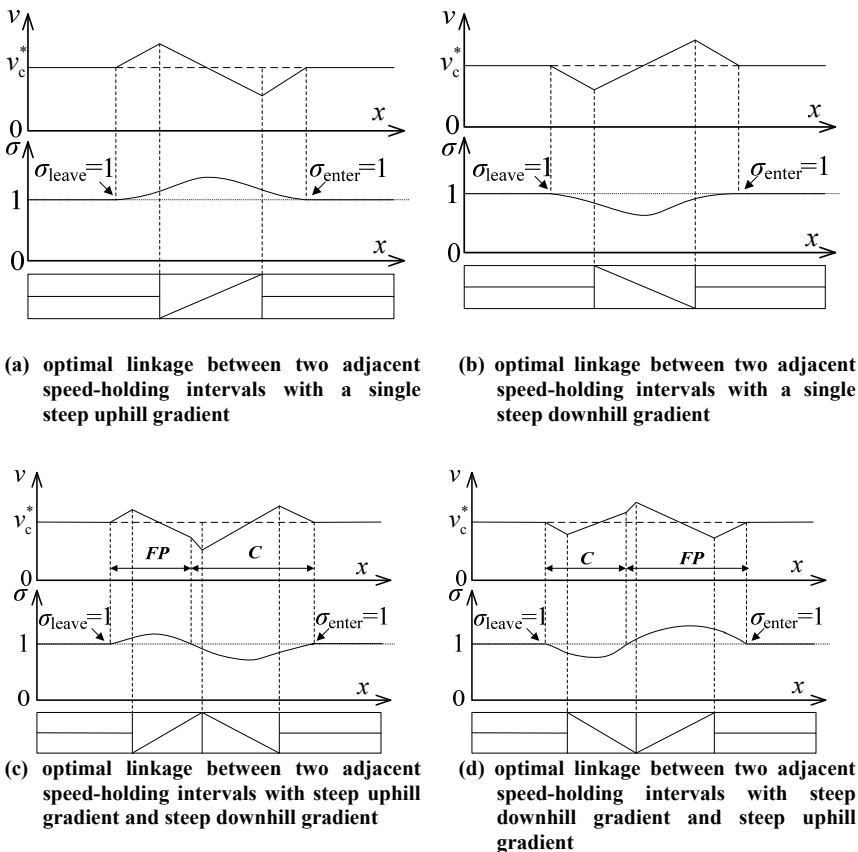 v
v
v*c
v*c
0
x
0
x
σ
σleave=1
σenter=1
σ
σleave=1
σenter=1
1
1
x
x
0
0
(a) optimal linkage between two adjacent
speed-holding intervals with a single
steep uphill gradient
(b) optimal linkage between two adjacent
speed-holding intervals with a single
steep downhill gradient
v
v
v*c
v*c
FP
C
C
FP
0
x
0
x
σ
σleave=1
σenter=1
σ
σleave=1
σenter=1
1
1
x
x
0
0
(c) optimal linkage between two adjacent
speed-holding intervals with steep uphill
gradient and steep downhill gradient
(d) optimal linkage between two adjacent
speed-holding intervals with steep
downhill gradient and steep uphill
gradient